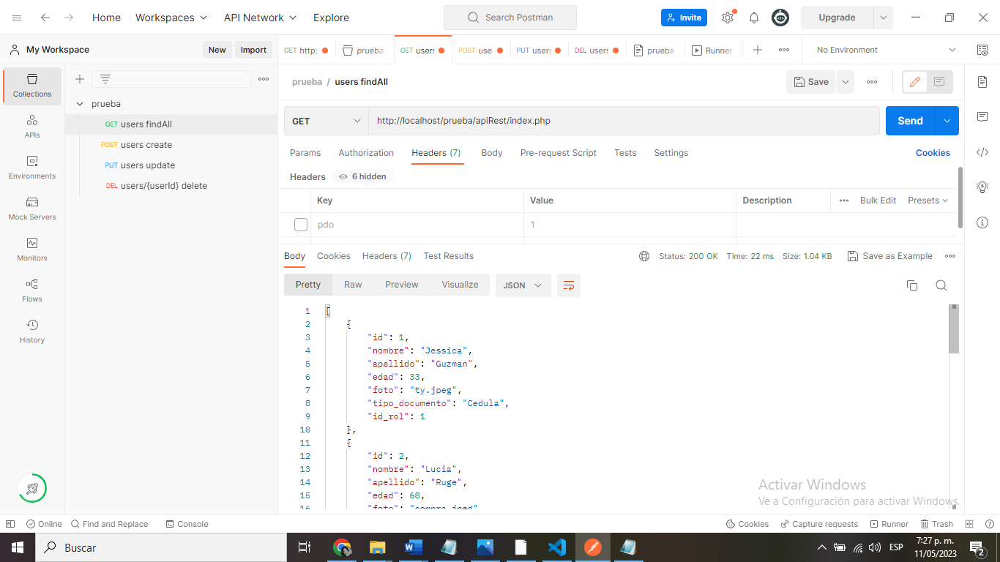 Home Workspaces API Network Explore Search Postman Invite Upgrade
My Workspace New Import GET http: prueba GET users POST use PUT users DEL users prueba Runner No Environment
Collections
APIs
Environments
Mock Servers
Monitors
Flows
History
prueba
GET users findAll
POST users create
PUT users update
DEL users/{userId} delete
prueba / users findAll Save
GET http://localhost/prueba/apiRest/index.php Send
Params Authorization Headers (7) Body Pre-request Script Tests Settings Cookies
Headers 6 hidden
Key Value Description Bulk Edit Presets
pdo 1
Body Cookies Headers (7) Test Results Status: 200 OK Time: 22 ms Size: 1.04 KB Save as Example
Pretty Raw Preview Visualize JSON
1 [
2 {
3 "id": 1,
4 "nombre": "Jessica",
5 "apellido": "Guzman",
6 "edad": 33,
7 "foto": "ty.jpeg",
8 "tipo_documento": "Cedula",
9 "id_rol": 1
10 },
11 {
12 "id": 2,
13 "nombre": "Lucia",
14 "apellido": "Ruge",
15 "edad": 68,
16 "foto": "compra.jpeg"
Activar Windows
Ve a Configuración para activar Windows.
Online Find and Replace Console Cookies Capture requests Runner Trash
Buscar ESP 7:27 p. m.
11/05/2023 2